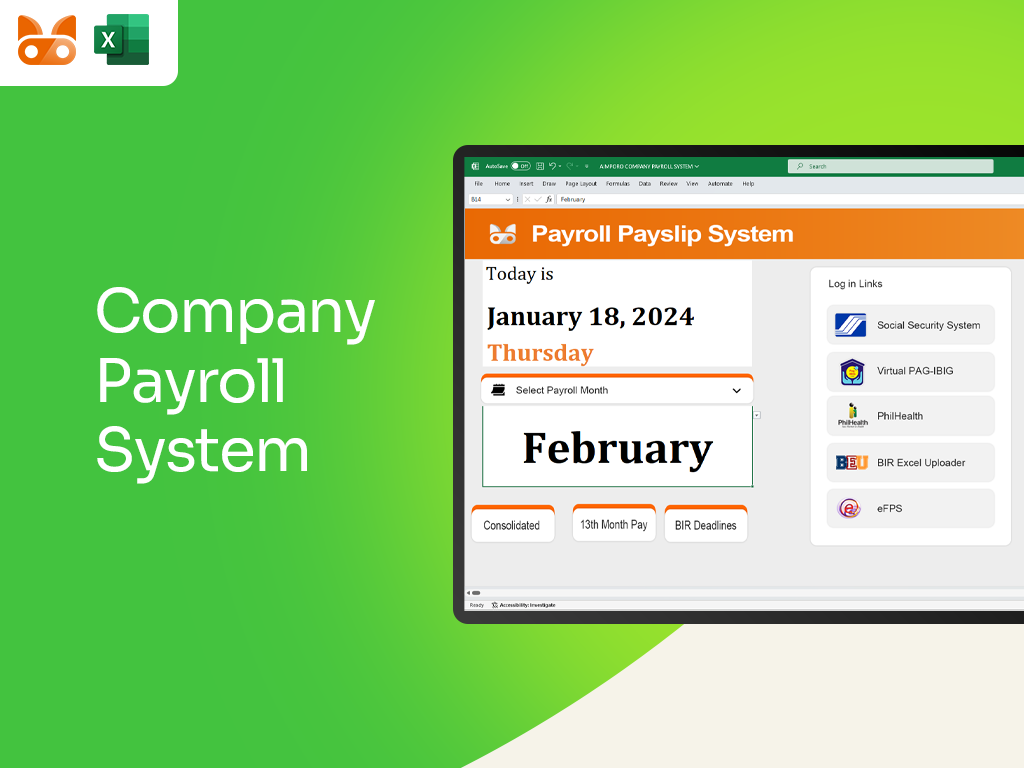 X
Company
Payroll
System
AutoSave Off
AIMPORO COMPANY PAYROLL SYSTEM
Search
File Home Insert Draw Page Layout Formulas Data Review View Automate Help
B14
fx February
Payroll Payslip System
Today is
January 18, 2024
Thursday
Select Payroll Month
February
Consolidated
13th Month Pay
BIR Deadlines
Log in Links
Social Security System
Virtual PAG-IBIG
PhilHealth
PhilHealth
BEU
BIR Excel Uploader
eFPS
Ready
Accessibility: Investigate